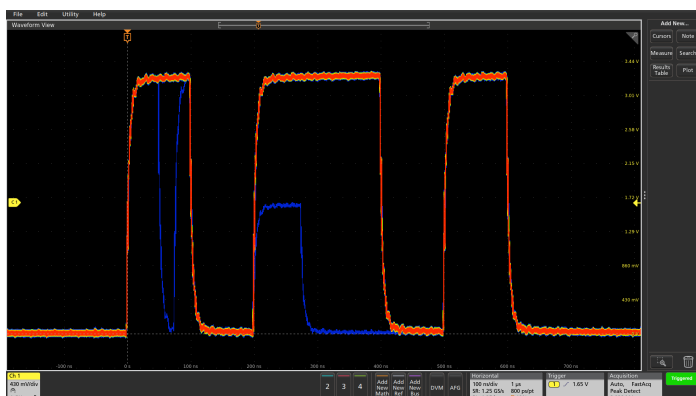 File Edit Utility Help
Add New...
Waveform View
Cursors Note
Measure Search
Results Table Plot
T
3.44 V
3.01 V
2.58 V
2.15 V
1.72 V
1.29 V
860 mV
430 mV
C1
-100 ns 0 s 100 ns 200 ns 300 ns 400 ns 500 ns 600 ns 700 ns
Ch 1
430 mV/div
2 3 4
Add New Math
Add New Ref
Add New Bus
DVM AFG
Horizontal
100 ns/div 1 µs
SR: 1.25 GS/s 800 ps/pt
Trigger
1 1.65 V
Acquisition
Auto, FastAcq
Peak Detect
Triggered